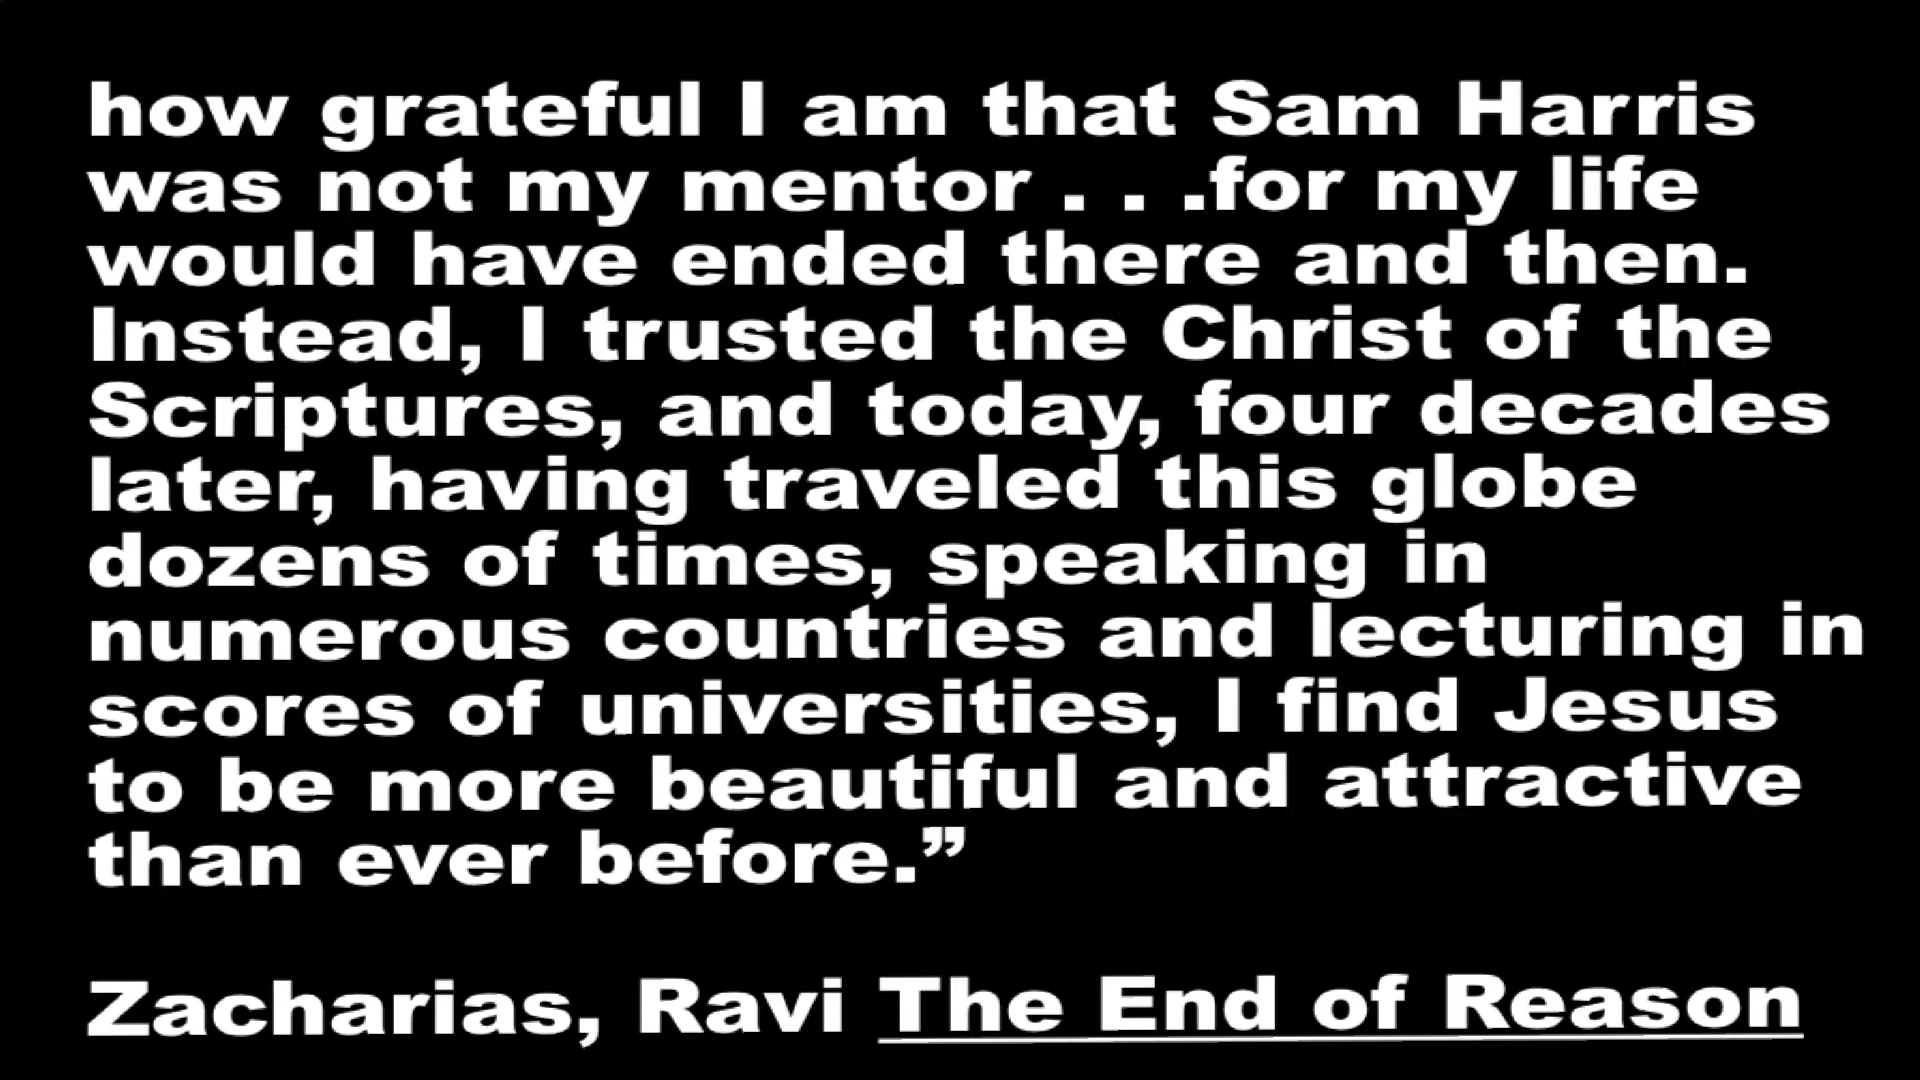 how grateful I am that Sam Harris
was not my mentor . . .for my life
would have ended there and then.
Instead, I trusted the Christ of the
Scriptures, and today, four decades
later, having traveled this globe
dozens of times, speaking in
numerous countries and lecturing in
scores of universities, I find Jesus
to be more beautiful and attractive
than ever before.”
Zacharias, Ravi The End of Reason